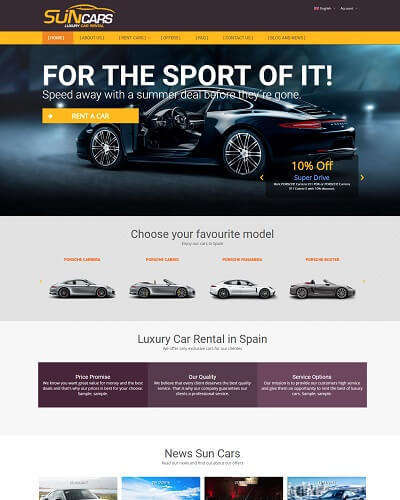 SUNCARS
LUXURY CAR RENTAL
English
Account
[ HOME ]
[ ABOUT US ]
[ RENT CARS ]
[ OFFERS ]
[ FAQ ]
[ CONTACT US ]
[ BLOG AND NEWS ]
FOR THE SPORT OF IT!
Speed away with a summer deal before they're gone.
RENT A CAR
10% Off
Super Drive
Choose your favourite model
Enjoy our cars in Spain
PORSCHE CARRERA
PORSCHE CABRIO
PORSCHE PANAMERA
PORSCHE BOXTER
Luxury Car Rental in Spain
We offer only exclusive cars for our clientes
Price Promise
We know you want great value for money and the best
deals and that's why our prices is best for your choose.
Sample, sample.
Our Quality
We believe that every client deserves the best quality
service. That is why our company guarantees our
clients a professional service.
Service Options
Our mission is to provide our customers high service
and give them an opportunity to rent the best of luxury
cars. Sample, sample.
News Sun Cars
Read our news and find out about our offers